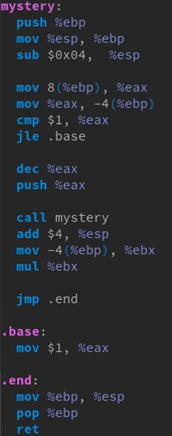 mystery:
push %ebp
mov %esp, %ebp
sub $0x04, %esp
mov 8(%ebp), %eax
mov %eax, -4(%ebp)
cmp $1, %eax
jle .base
dec %eax
push %eax
call mystery
add $4, %esp
mov -4(%ebp), %ebx
mul %ebx
jmp .end
.base:
mov $1, %eax
.end:
mov %ebp, %esp
pop %ebp
ret